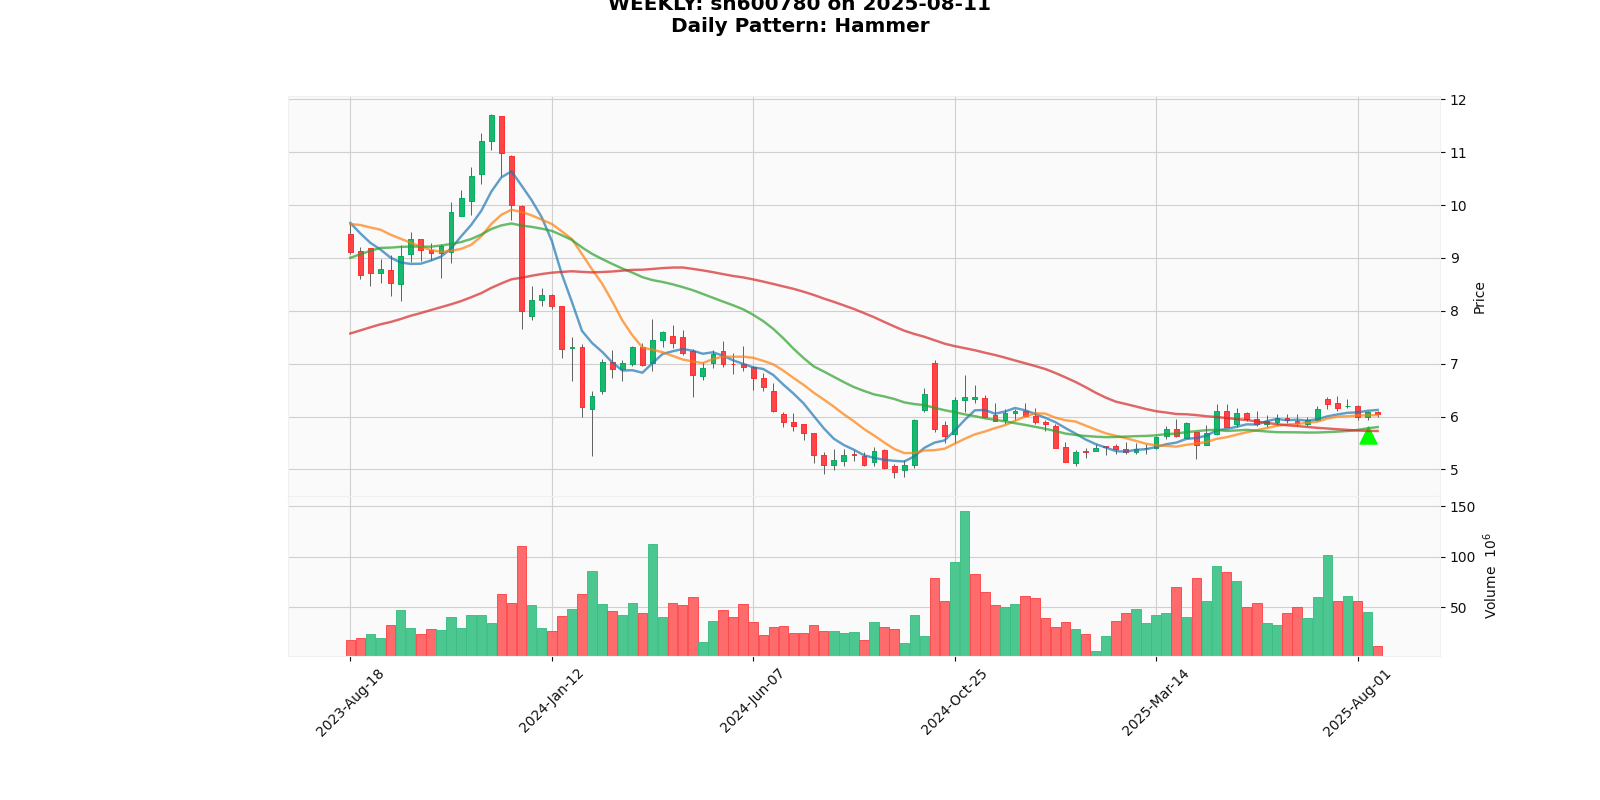 WEEKLY: sh600780 on 2025-08-11
Daily Pattern: Hammer
12
11
10
9
8
7
6
5
Price
150
100
50
Volume 10^6
2023-Aug-18
2024-Jan-12
2024-Jun-07
2024-Oct-25
2025-Mar-14
2025-Aug-01